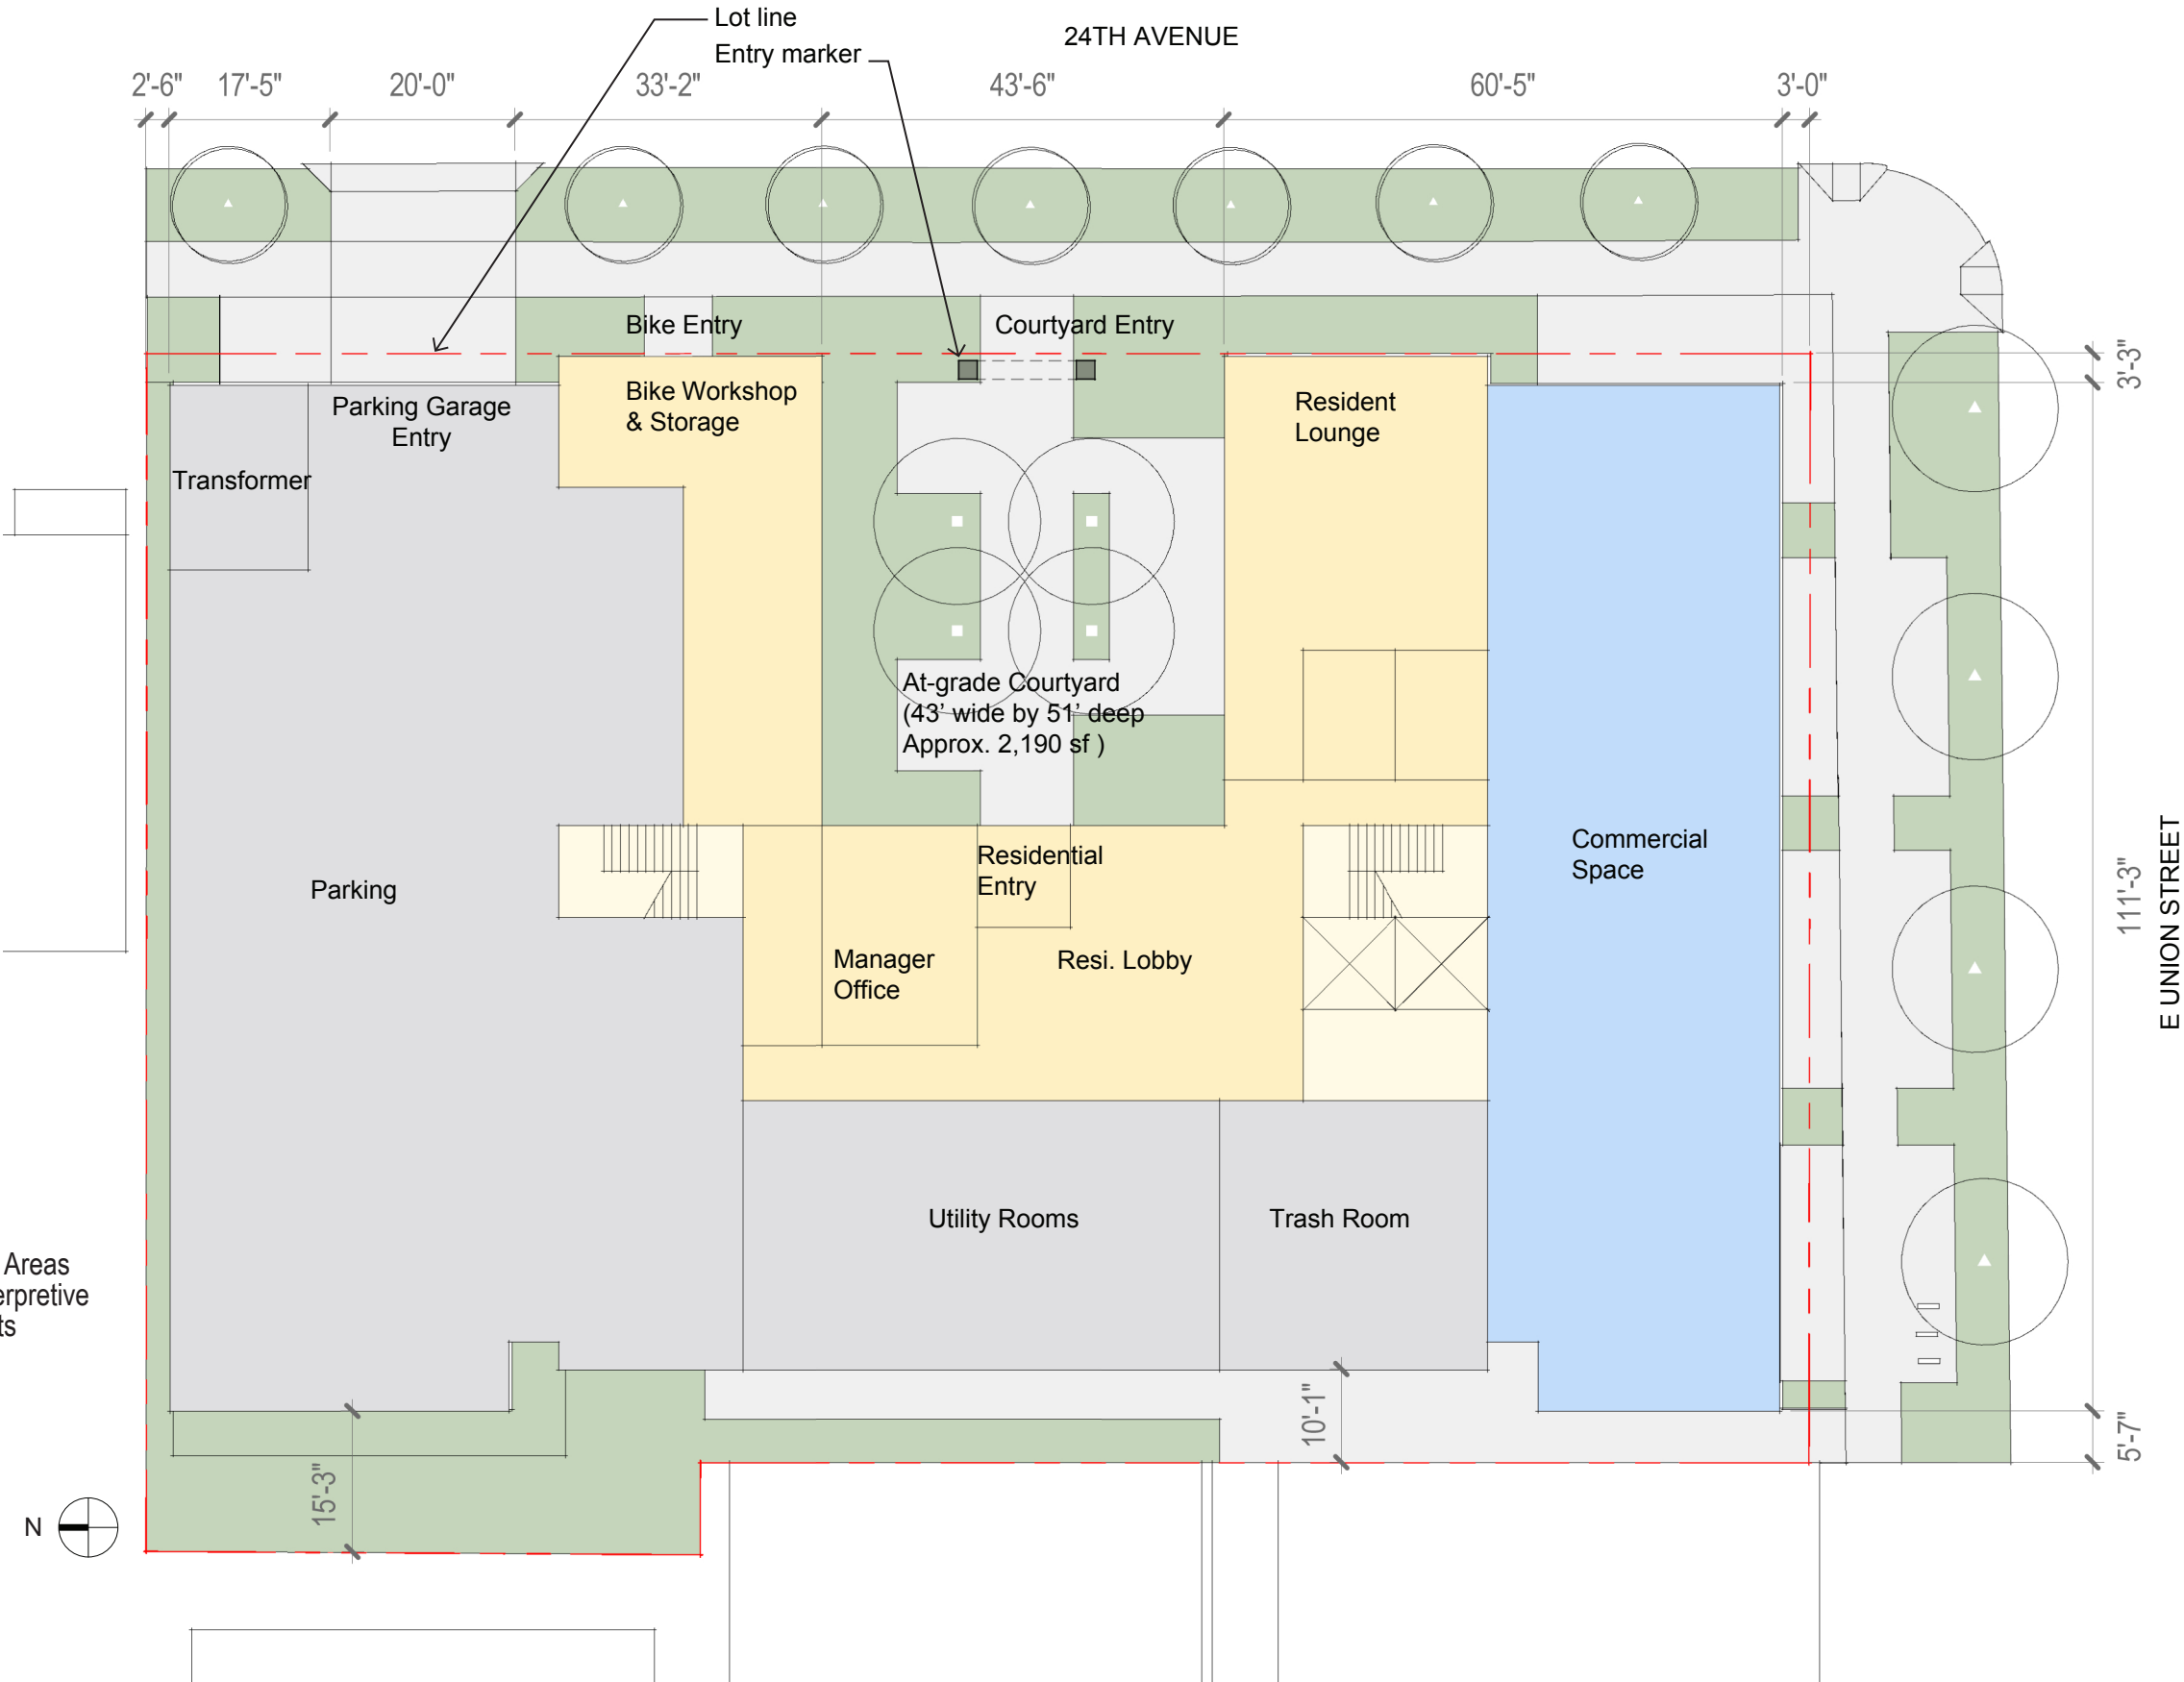 Lot line
Entry marker
24TH AVENUE
2'-6"
17'-5"
20'-0"
33'-2"
43'-6"
60'-5"
3'-0"
Bike Entry
Courtyard Entry
3'-3"
Bike Workshop
& Storage
Parking Garage
Entry
Resident
Lounge
Transformer
At-grade Courtyard
(43' wide by 51' deep
Approx. 2,190 sf )
Commercial
Space
Residential
Entry
Parking
111'-3"
E UNION STREET
Manager
Office
Resi. Lobby
Utility Rooms
Trash Room
Areas
erpretive
ts
10'-1"
5'-7"
15'-3"
N